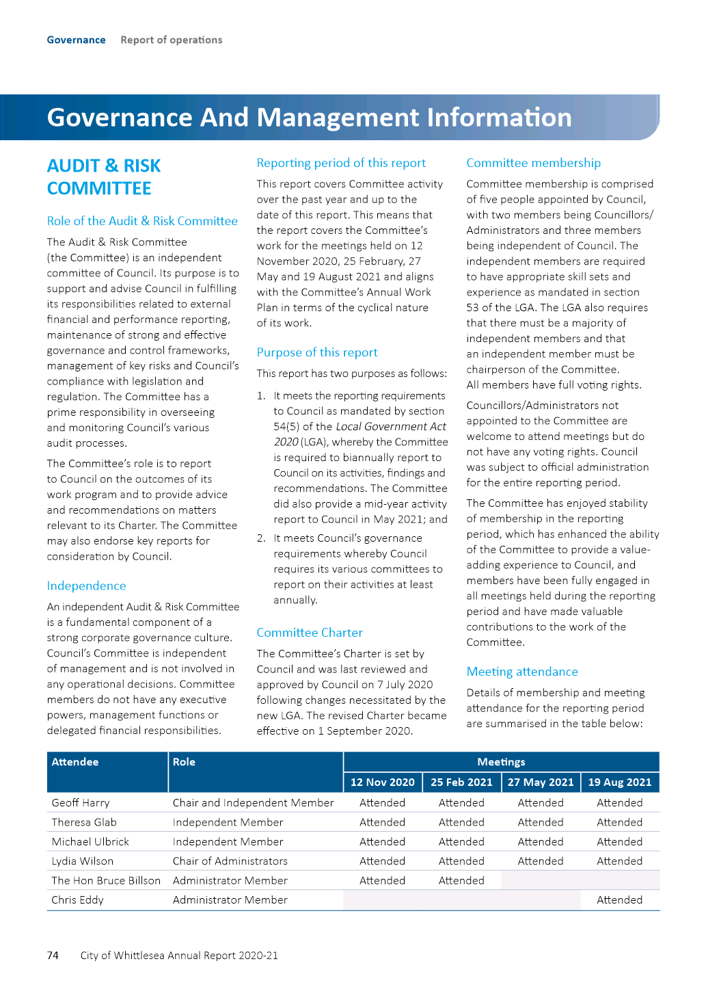 Governance Report of operations
Governance And Management Information
AUDIT & RISK
COMMITTEE
Role of the Audit & Risk Committee
The Audit & Risk Committee
(the Committee) is an independent
committee of Council. Its purpose is to
support and advise Council in fulfilling
its responsibilities related to external
financial and performance reporting,
maintenance of strong and effective
governance and control frameworks,
management of key risks and Council's
compliance with legislation and
regulation. The Committee has a
prime responsibility in overseeing
and monitoring Council's various
audit processes.
The Committee's role is to report
to Council on the outcomes of its
work program and to provide advice
and recommendations on matters
relevant to its Charter. The Committee
may also endorse key reports for
consideration by Council.
Independence
An independent Audit & Risk Committee
is a fundamental component of a
strong corporate governance culture.
Council's Committee is independent
of management and is not involved in
any operational decisions. Committee
members do not have any executive
powers, management functions or
delegated financial responsibilities.
Reporting period of this report
This report covers Committee activity
over the past year and up to the
date of this report. This means that
the report covers the Committee's
work for the meetings held on 12
November 2020, 25 February, 27
May and 19 August 2021 and aligns
with the Committee's Annual Work
Plan in terms of the cyclical nature
of its work.
Purpose of this report
This report has two purposes as follows:
1. It meets the reporting requirements
to Council as mandated by section
54(5) of the Local Government Act
2020 (LGA), whereby the Committee
is required to biannually report to
Council on its activities, findings and
recommendations. The Committee
did also provide a mid-year activity
report to Council in May 2021; and
2. It meets Council's governance
requirements whereby Council
requires its various committees to
report on their activities at least
annually.
Committee Charter
The Committee's Charter is set by
Council and was last reviewed and
approved by Council on 7 July 2020
following changes necessitated by the
new LGA. The revised Charter became
effective on 1 September 2020.
Committee membership
Committee membership is comprised
of five people appointed by Council,
with two members being Councillors/
Administrators and three members
being independent of Council. The
independent members are required
to have appropriate skill sets and
experience as mandated in section
53 of the LGA. The LGA also requires
that there must be a majority of
independent members and that
an independent member must be
chairperson of the Committee.
All members have full voting rights.
Councillors/Administrators not
appointed to the Committee are
welcome to attend meetings but do
not have any voting rights. Council
was subject to official administration
for the entire reporting period.
The Committee has enjoyed stability
of membership in the reporting
period, which has enhanced the ability
of the Committee to provide a value-
adding experience to Council, and
members have been fully engaged in
all meetings held during the reporting
period and have made valuable
contributions to the work of the
Committee.
Meeting attendance
Details of membership and meeting
attendance for the reporting period
are summarised in the table below:
Attendee Role Meetings
12 Nov 2020 25 Feb 2021 27 May 2021 19 Aug 2021
Geoff Harry Chair and Independent Member Attended Attended Attended Attended
Theresa Glab Independent Member Attended Attended Attended Attended
Michael Ulbrick Independent Member Attended Attended Attended Attended
Lydia Wilson Chair of Administrators Attended Attended Attended Attended
The Hon Bruce Billson Administrator Member Attended Attended
Chris Eddy Administrator Member Attended
74 City of Whittlesea Annual Report 2020-21